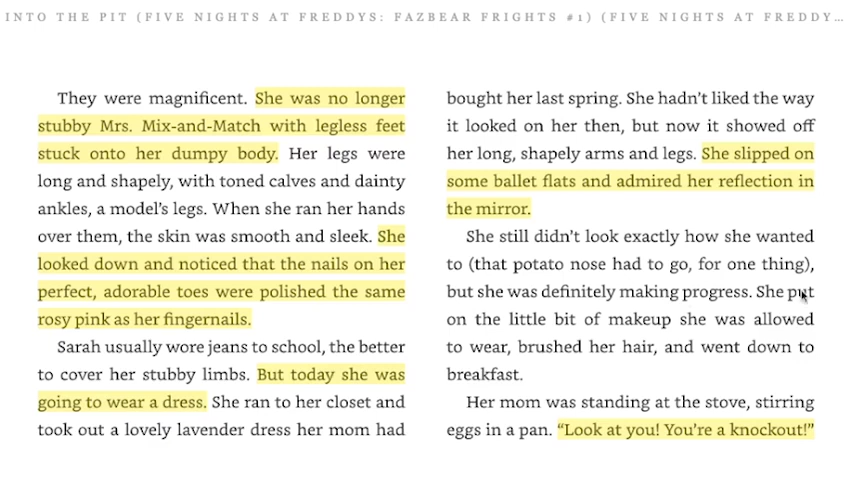 INTO THE PIT (FIVE NIGHTS AT FREDDYS: FAZBEAR FRIGHTS #1) (FIVE NIGHTS AT FREDDY…
They were magnificent. She was no longer
stubby Mrs. Mix-and-Match with legless feet
stuck onto her dumpy body. Her legs were
long and shapely, with toned calves and dainty
ankles, a model’s legs. When she ran her hands
over them, the skin was smooth and sleek. She
looked down and noticed that the nails on her
perfect, adorable toes were polished the same
rosy pink as her fingernails.
Sarah usually wore jeans to school, the better
to cover her stubby limbs. But today she was
going to wear a dress. She ran to her closet and
took out a lovely lavender dress her mom had
bought her last spring. She hadn’t liked the way
it looked on her then, but now it showed off
her long, shapely arms and legs. She slipped on
some ballet flats and admired her reflection in
the mirror.
She still didn’t look exactly how she wanted
to (that potato nose had to go, for one thing),
but she was definitely making progress. She put
on the little bit of makeup she was allowed
to wear, brushed her hair, and went down to
breakfast.
Her mom was standing at the stove, stirring
eggs in a pan. “Look at you! You’re a knockout!”